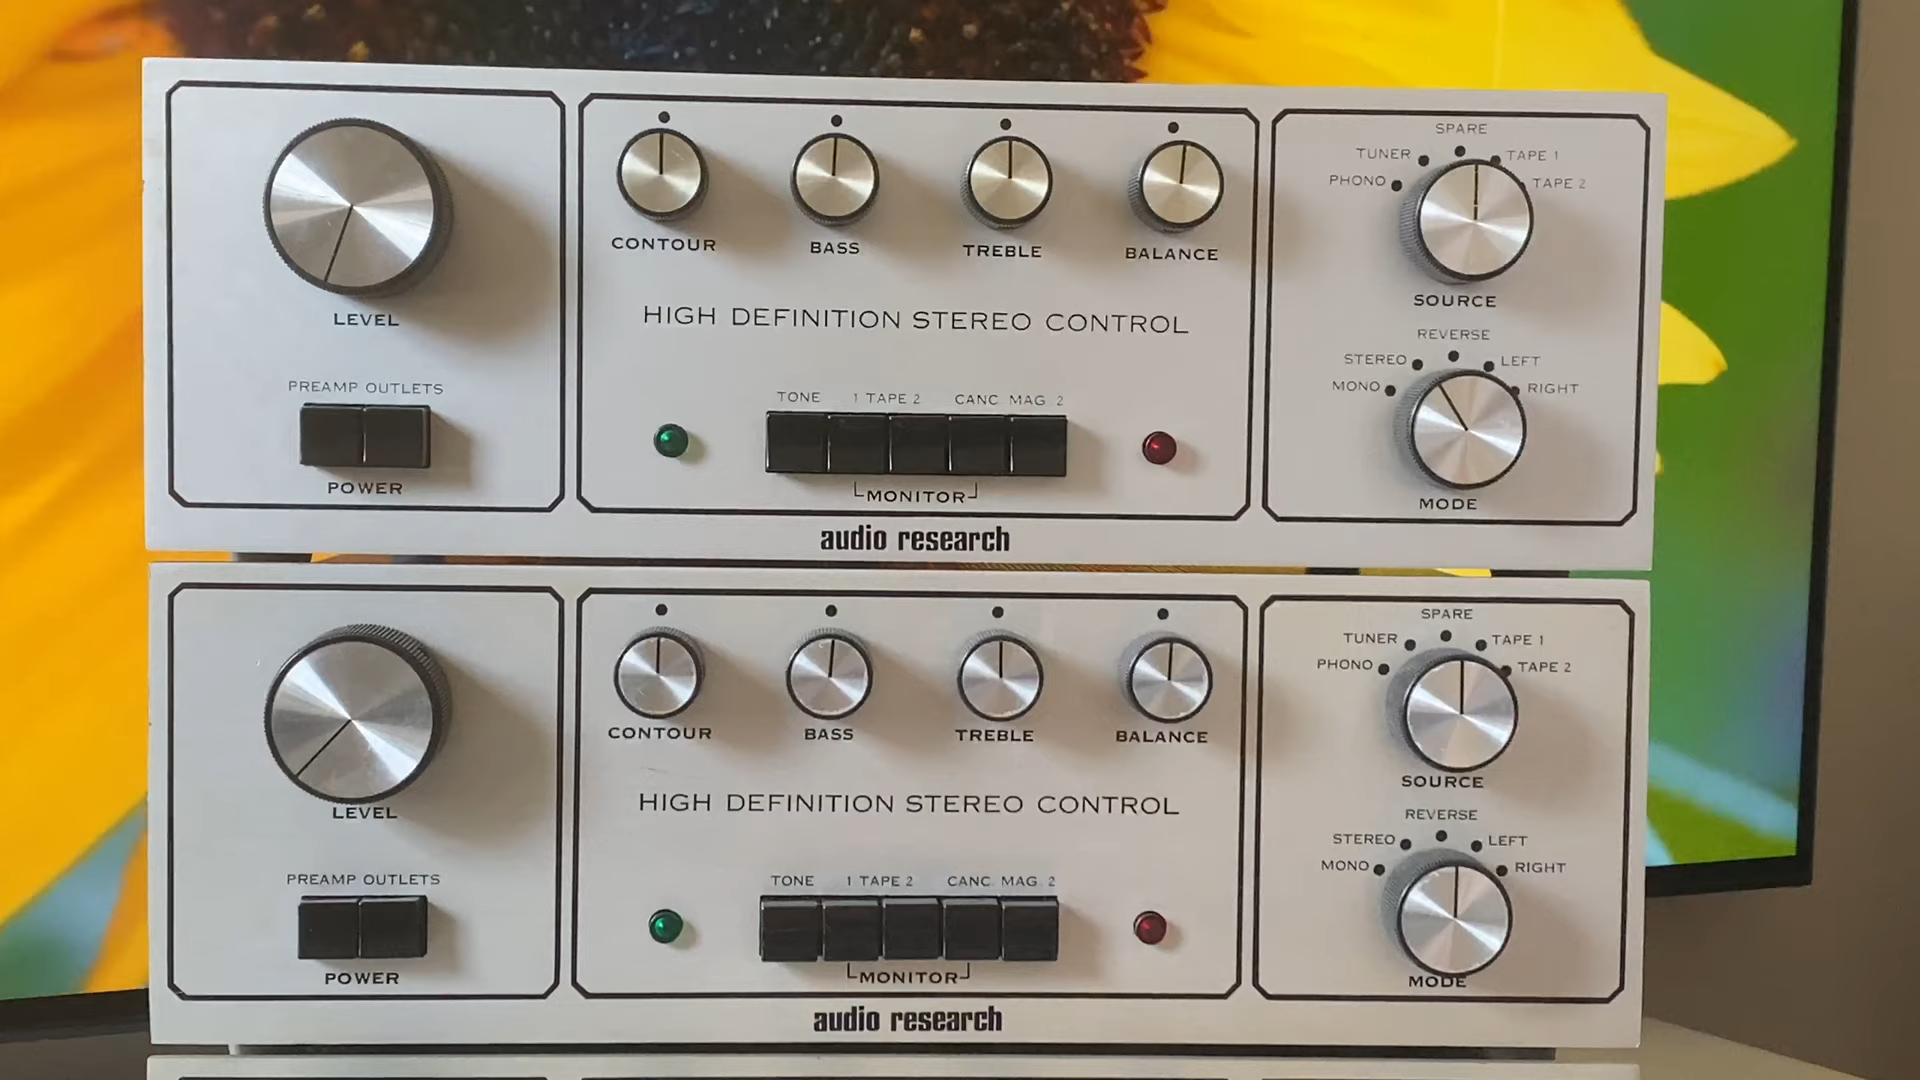 SPARE
TUNER TAPE 1
PHONO TAPE 2
CONTOUR BASS TREBLE BALANCE
SOURCE
LEVEL HIGH DEFINITION STEREO CONTROL
REVERSE
STEREO LEFT
MONO RIGHT
PREAMP OUTLETS TONE 1 TAPE 2 CANC. MAG. 2
POWER MONITOR MODE
audio research
SPARE
TUNER TAPE 1
PHONO TAPE 2
CONTOUR BASS TREBLE BALANCE
SOURCE
LEVEL HIGH DEFINITION STEREO CONTROL
REVERSE
STEREO LEFT
MONO RIGHT
PREAMP OUTLETS TONE 1 TAPE 2 CANC. MAG. 2
POWER MONITOR MODE
audio research